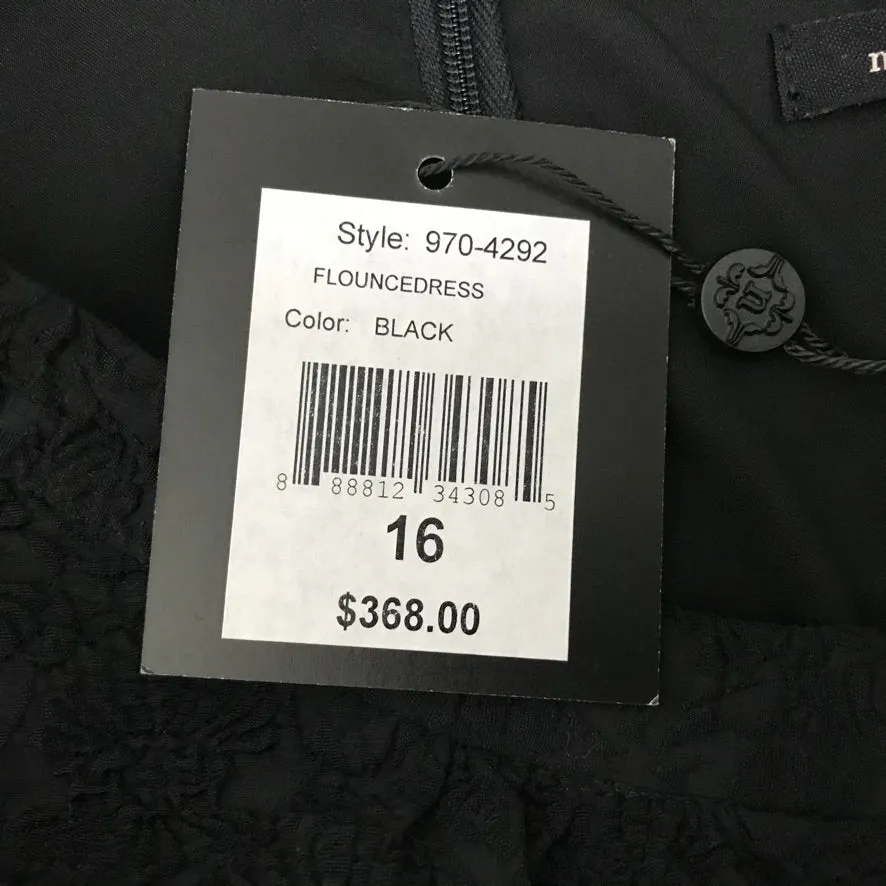 Style: 970-4292
FLOUNCEDRESS
Color: BLACK
8 88812 34308 5
16
$368.00